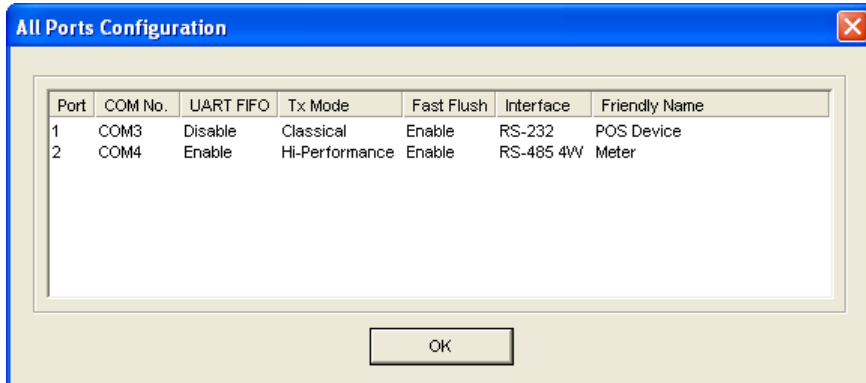 All Ports Configuration
Port COM No. UART FIFO Tx Mode Fast Flush Interface Friendly Name
1 COM3 Disable Classical Enable RS-232 POS Device
2 COM4 Enable Hi-Performance Enable RS-485 4W Meter
OK